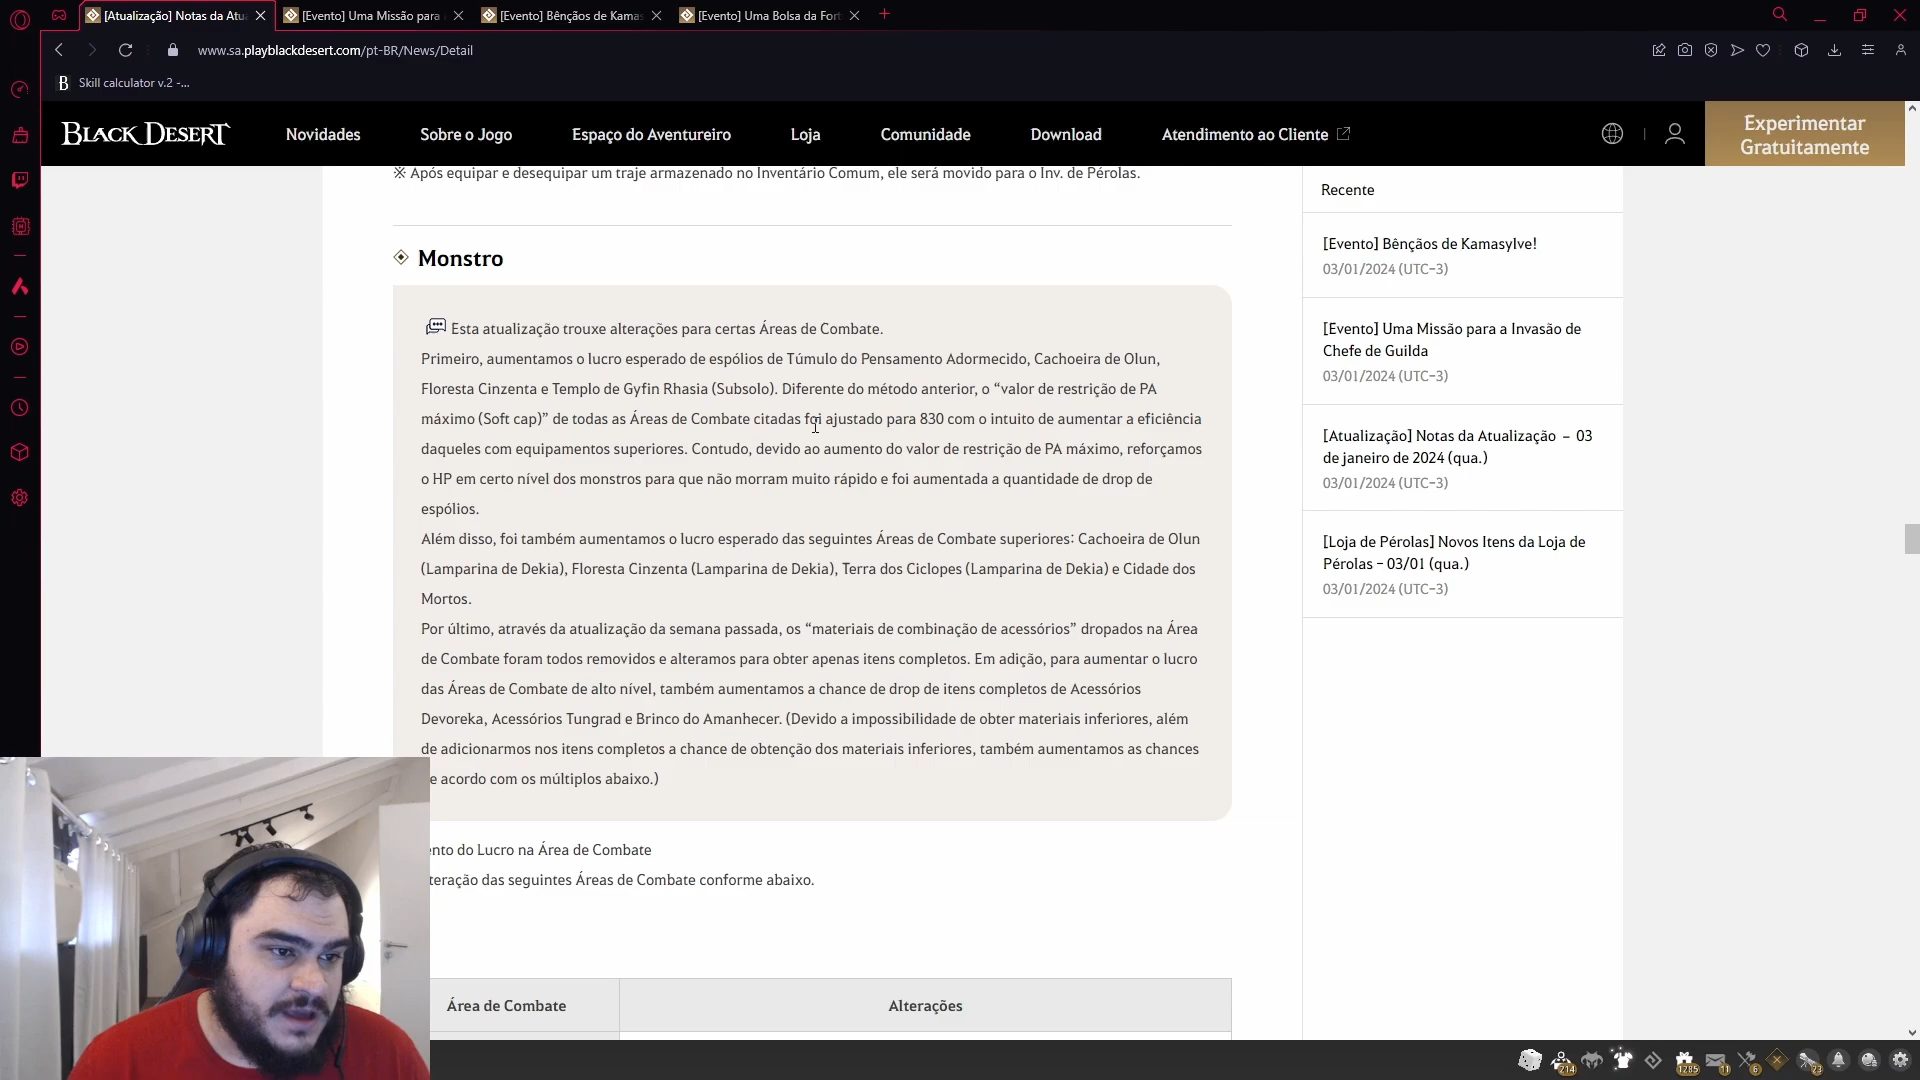 [Atualização] Notas da Atu
[Evento] Uma Missão para
[Evento] Bênçãos de Kamas
[Evento] Uma Bolsa da Fort
www.sa.playblackdesert.com/pt-BR/News/Detail
Skill calculator v.2 -...
BLACK DESERT
Novidades
Sobre o Jogo
Espaço do Aventureiro
Loja
Comunidade
Download
Atendimento ao Cliente
Experimentar
Gratuitamente
※ Após equipar e desequipar um traje armazenado no Inventário Comum, ele será movido para o Inv. de Pérolas.
Monstro
Esta atualização trouxe alterações para certas Áreas de Combate.
Primeiro, aumentamos o lucro esperado de espólios de Túmulo do Pensamento Adormecido, Cachoeira de Olun,
Floresta Cinzenta e Templo de Gyfin Rhasia (Subsolo). Diferente do método anterior, o “valor de restrição de PA
máximo (Soft cap)” de todas as Áreas de Combate citadas foi ajustado para 830 com o intuito de aumentar a eficiência
daqueles com equipamentos superiores. Contudo, devido ao aumento do valor de restrição de PA máximo, reforçamos
o HP em certo nível dos monstros para que não morram muito rápido e foi aumentada a quantidade de drop de
espólios.
Além disso, foi também aumentamos o lucro esperado das seguintes Áreas de Combate superiores: Cachoeira de Olun
(Lamparina de Dekia), Floresta Cinzenta (Lamparina de Dekia), Terra dos Ciclopes (Lamparina de Dekia) e Cidade dos
Mortos.
Por último, através da atualização da semana passada, os “materiais de combinação de acessórios” dropados na Área
de Combate foram todos removidos e alteramos para obter apenas itens completos. Em adição, para aumentar o lucro
das Áreas de Combate de alto nível, também aumentamos a chance de drop de itens completos de Acessórios
Devoreka, Acessórios Tungrad e Brinco do Amanhecer. (Devido a impossibilidade de obter materiais inferiores, além
de adicionarmos nos itens completos a chance de obtenção dos materiais inferiores, também aumentamos as chances
e acordo com os múltiplos abaixo.)
ento do Lucro na Área de Combate
teração das seguintes Áreas de Combate conforme abaixo.
Área de Combate
Alterações
Recente
[Evento] Bênçãos de Kamasylve!
03/01/2024 (UTC-3)
[Evento] Uma Missão para a Invasão de
Chefe de Guilda
03/01/2024 (UTC-3)
[Atualização] Notas da Atualização – 03
de janeiro de 2024 (qua.)
03/01/2024 (UTC-3)
[Loja de Pérolas] Novos Itens da Loja de
Pérolas – 03/01 (qua.)
03/01/2024 (UTC-3)
214
1285
11
6
23